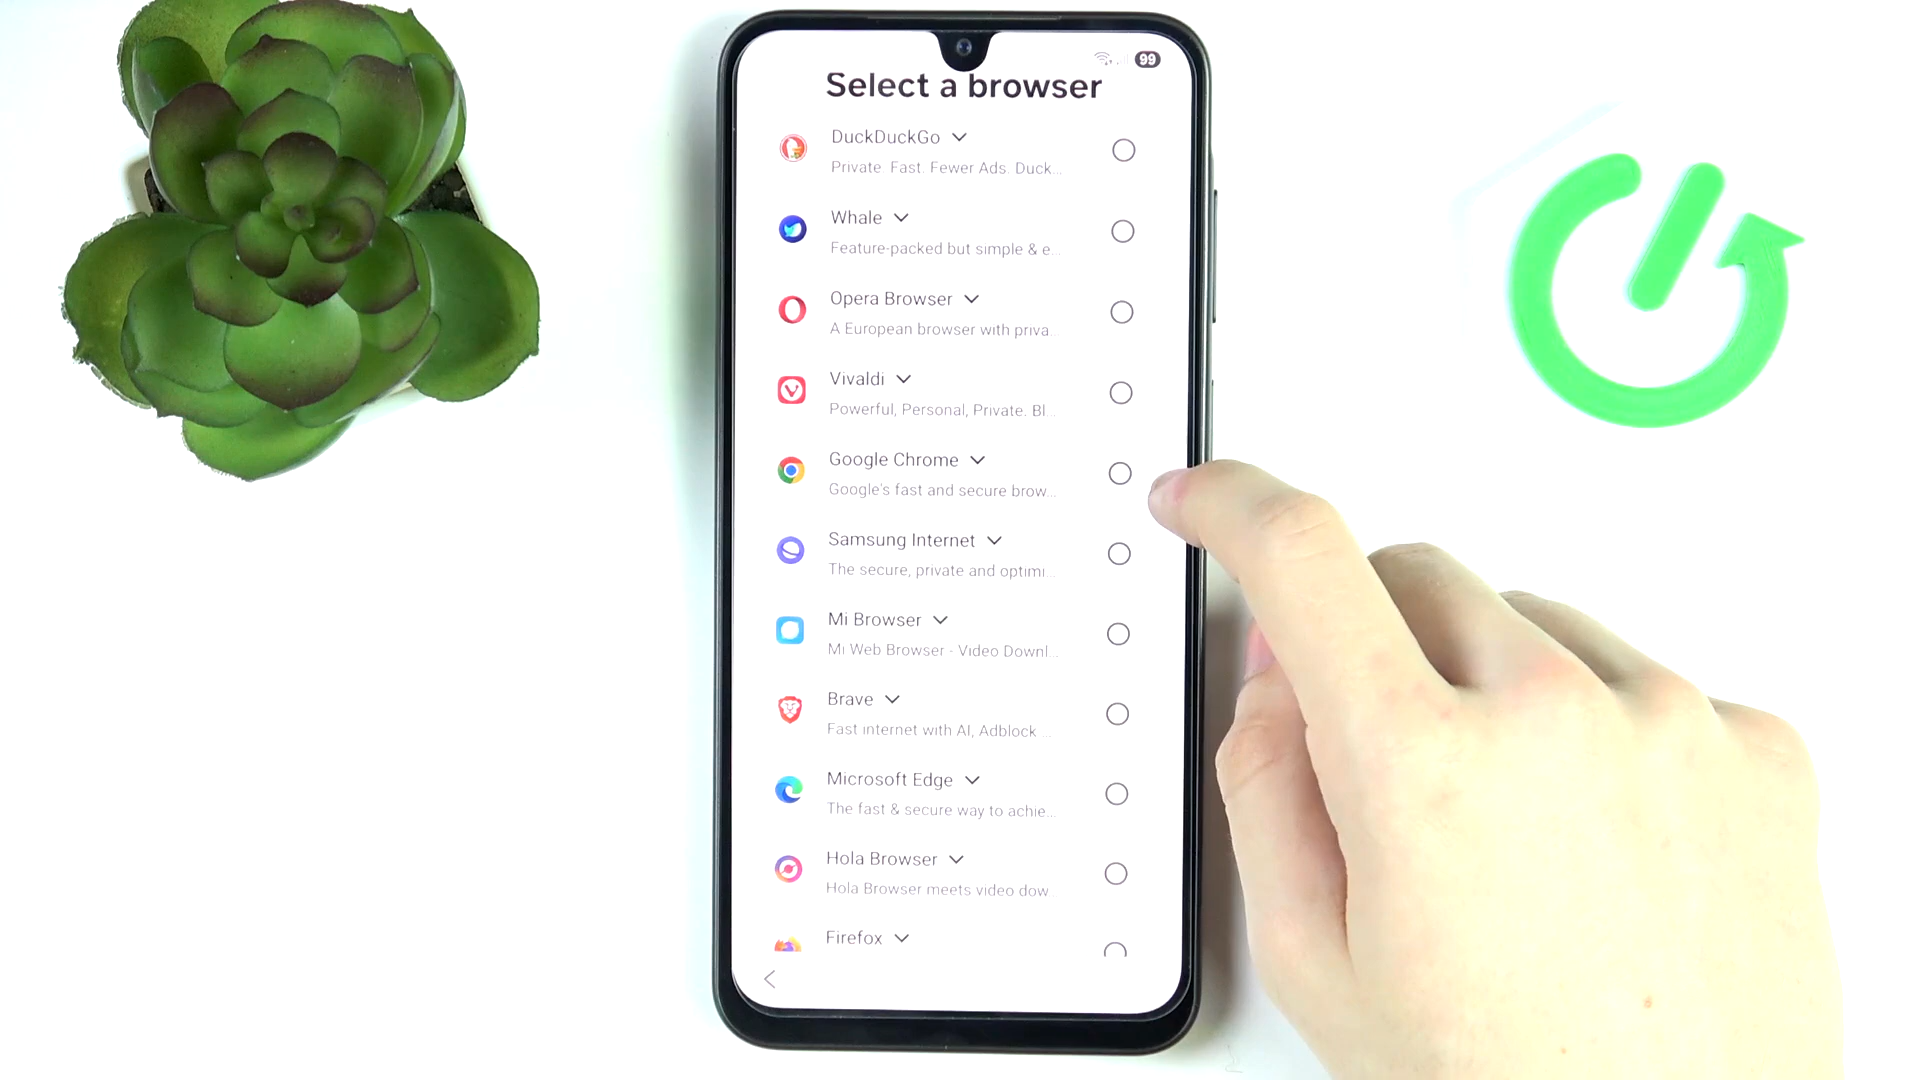 99
Select a browser
DuckDuckGo
Private. Fast. Fewer Ads. Duck...
Whale
Feature-packed but simple & e...
Opera Browser
A European browser with priva...
Vivaldi
Powerful, Personal, Private. Bl...
Google Chrome
Google's fast and secure brow...
Samsung Internet
The secure, private and optimi...
Mi Browser
Mi Web Browser - Video Downl...
Brave
Fast internet with AI, Adblock ...
Microsoft Edge
The fast & secure way to achie...
Hola Browser
Hola Browser meets video dow...
Firefox